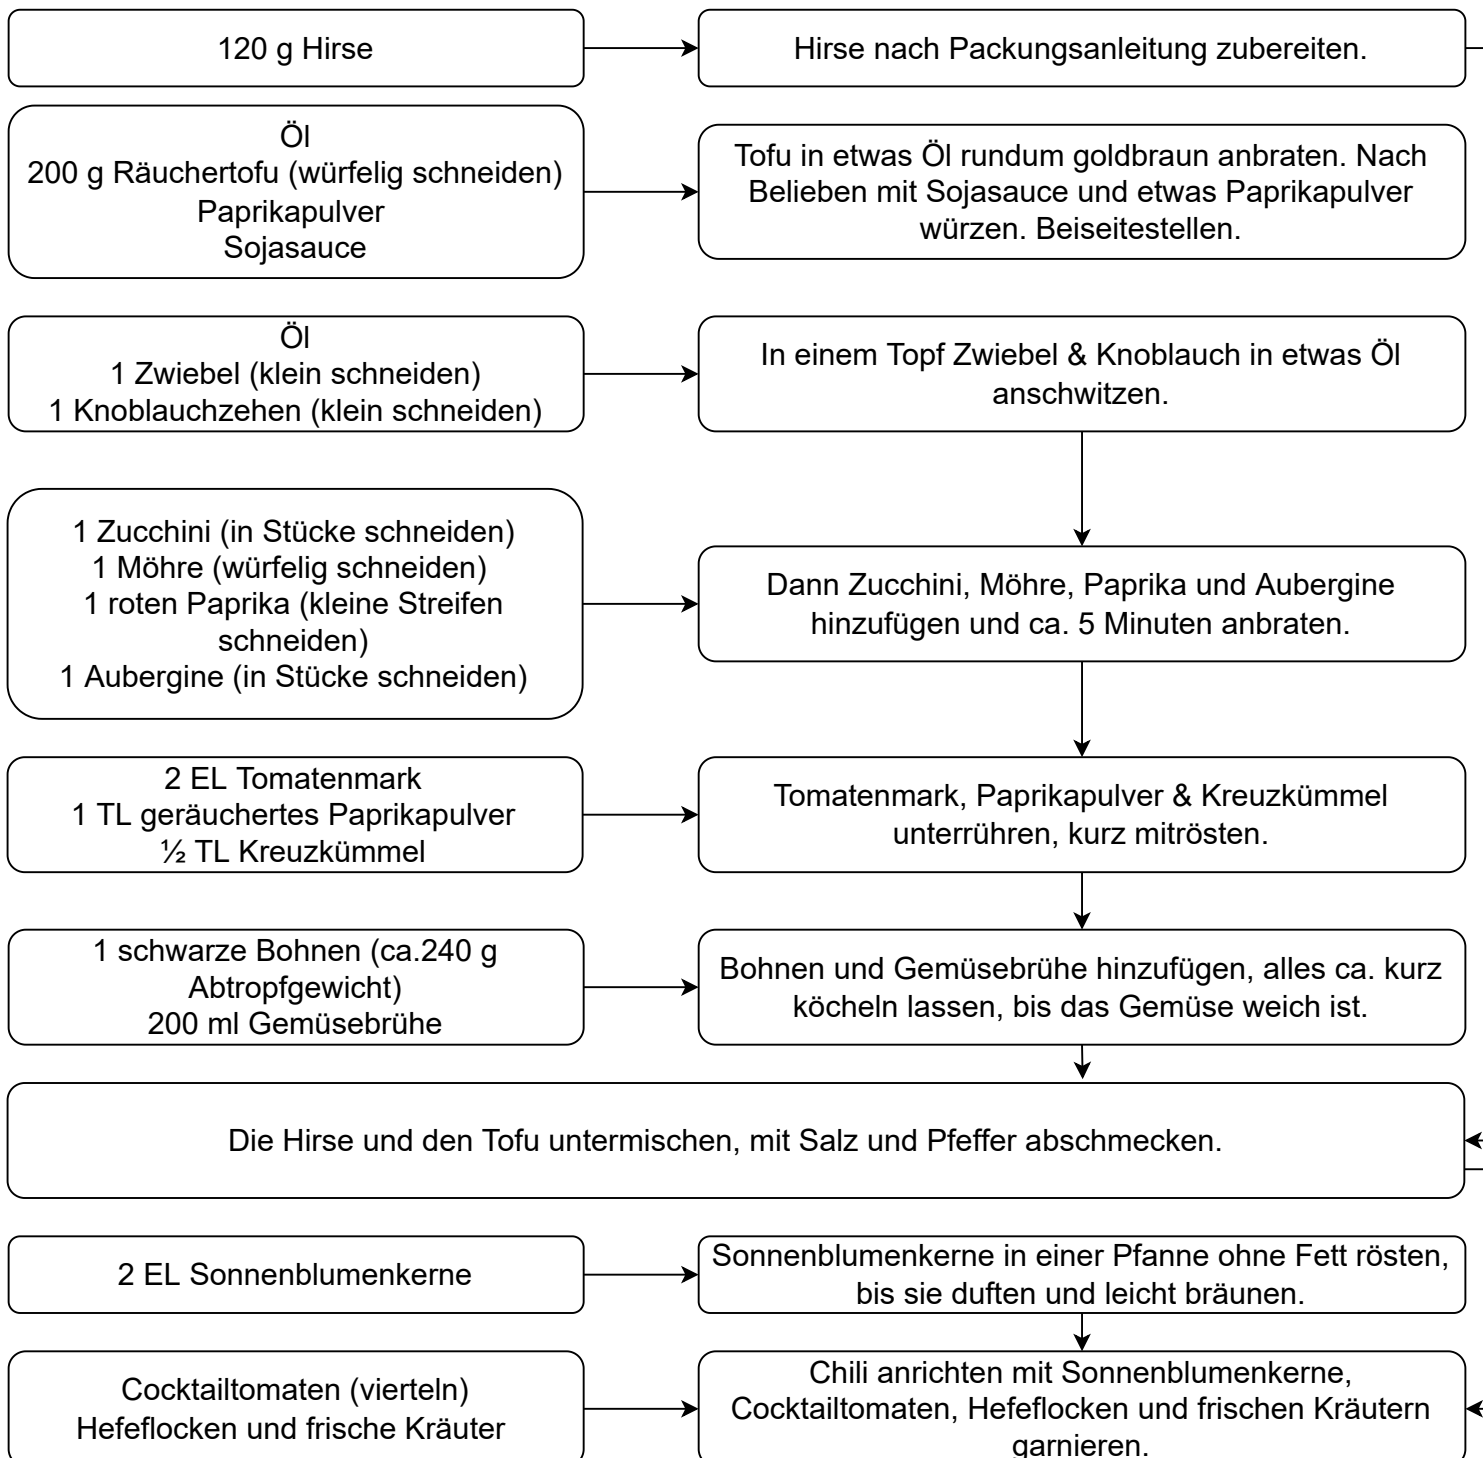 120 g Hirse
Hirse nach Packungsanleitung zubereiten.
Öl
200 g Räuchertofu (würfelig schneiden)
Paprikapulver
Sojasauce
Tofu in etwas Öl rundum goldbraun anbraten. Nach
Belieben mit Sojasauce und etwas Paprikapulver
würzen. Beiseitestellen.
Öl
1 Zwiebel (klein schneiden)
1 Knoblauchzehen (klein schneiden)
In einem Topf Zwiebel & Knoblauch in etwas Öl
anschwitzen.
1 Zucchini (in Stücke schneiden)
1 Möhre (würfelig schneiden)
1 roten Paprika (kleine Streifen
schneiden)
1 Aubergine (in Stücke schneiden)
Dann Zucchini, Möhre, Paprika und Aubergine
hinzufügen und ca. 5 Minuten anbraten.
2 EL Tomatenmark
1 TL geräuchertes Paprikapulver
½ TL Kreuzkümmel
Tomatenmark, Paprikapulver & Kreuzkümmel
unterrühren, kurz mitrösten.
1 schwarze Bohnen (ca.240 g
Abtropfgewicht)
200 ml Gemüsebrühe
Bohnen und Gemüsebrühe hinzufügen, alles ca. kurz
köcheln lassen, bis das Gemüse weich ist.
Die Hirse und den Tofu untermischen, mit Salz und Pfeffer abschmecken.
2 EL Sonnenblumenkerne
Sonnenblumenkerne in einer Pfanne ohne Fett rösten,
bis sie duften und leicht bräunen.
Cocktailtomaten (vierteln)
Hefeflocken und frische Kräuter
Chili anrichten mit Sonnenblumenkerne,
Cocktailtomaten, Hefeflocken und frischen Kräutern
garnieren.